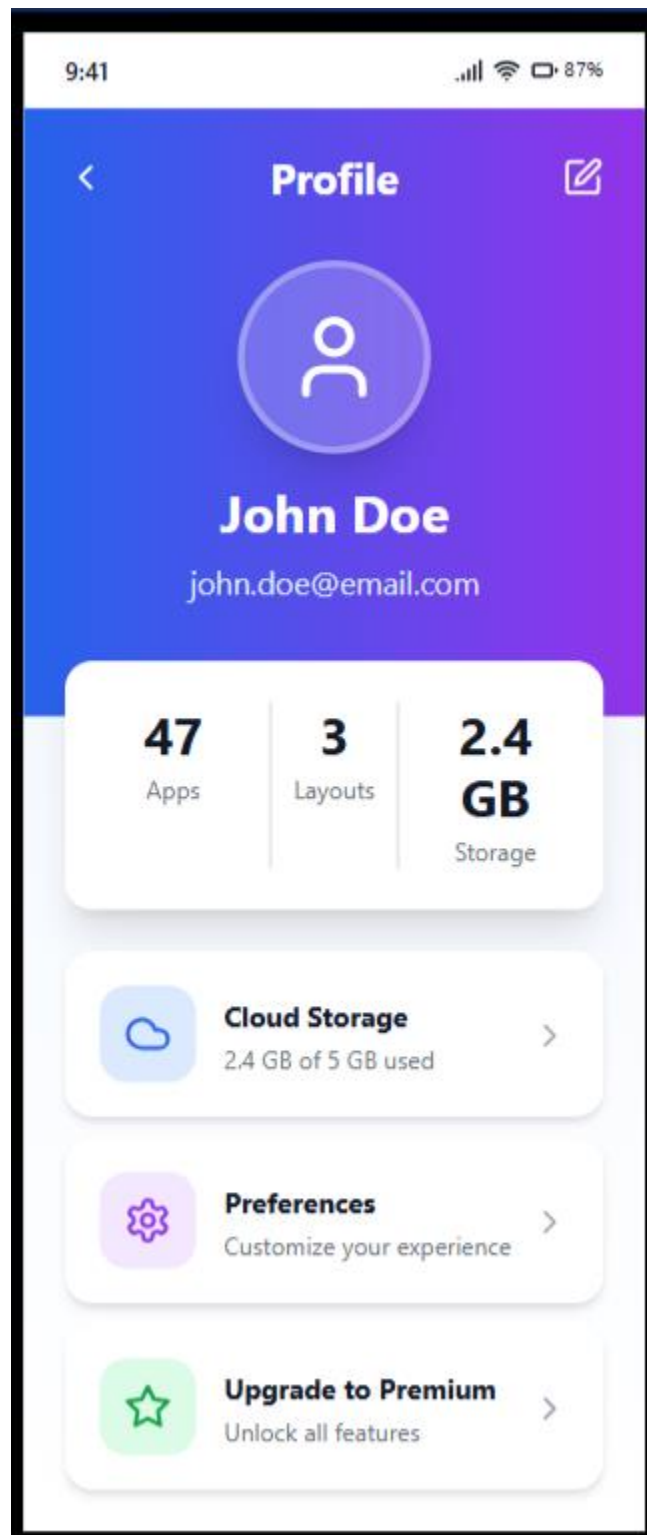 9:41
87%
Profile
John Doe
john.doe@email.com
47
Apps
3
Layouts
2.4
GB
Storage
Cloud Storage
2.4 GB of 5 GB used
Preferences
Customize your experience
Upgrade to Premium
Unlock all features